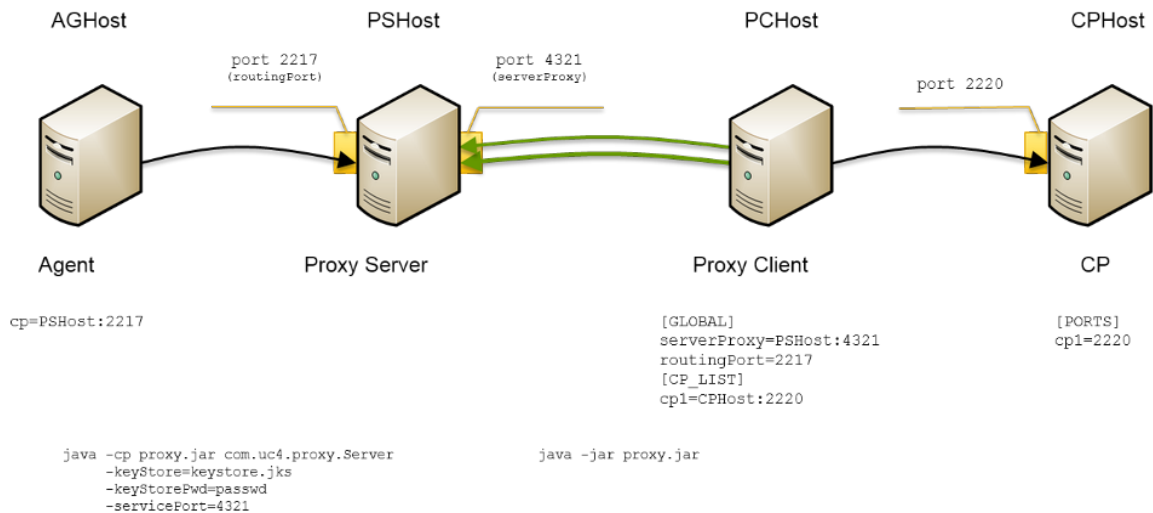 AGHost
PSHost
PCHost
CPHost
port 2217
(routingPort)
port 4321
(serverProxy)
port 2220
Agent
Proxy Server
Proxy Client
CP
cp=PSHost:2217
[GLOBAL]
serverProxy=PSHost:4321
routingPort=2217
[CP_LIST]
cp1=CPHost:2220
[PORTS]
cp1=2220
java -cp proxy.jar com.uc4.proxy.Server
-keyStore=keystore.jks
-keyStorePwd=passwd
-servicePort=4321
java -jar proxy.jar